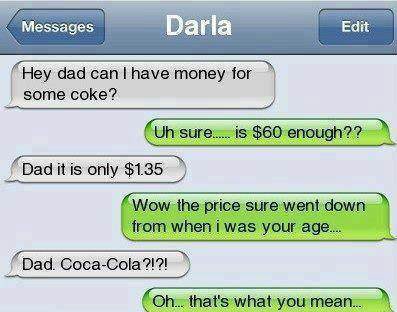 Messages
Darla
Edit
Hey dad can I have money for
some coke?
Uh sure...... is $60 enough??
Dad it is only $1.35
Wow the price sure went down
from when i was your age....
Dad. Coca-Cola?!?!
Oh... that's what you mean...